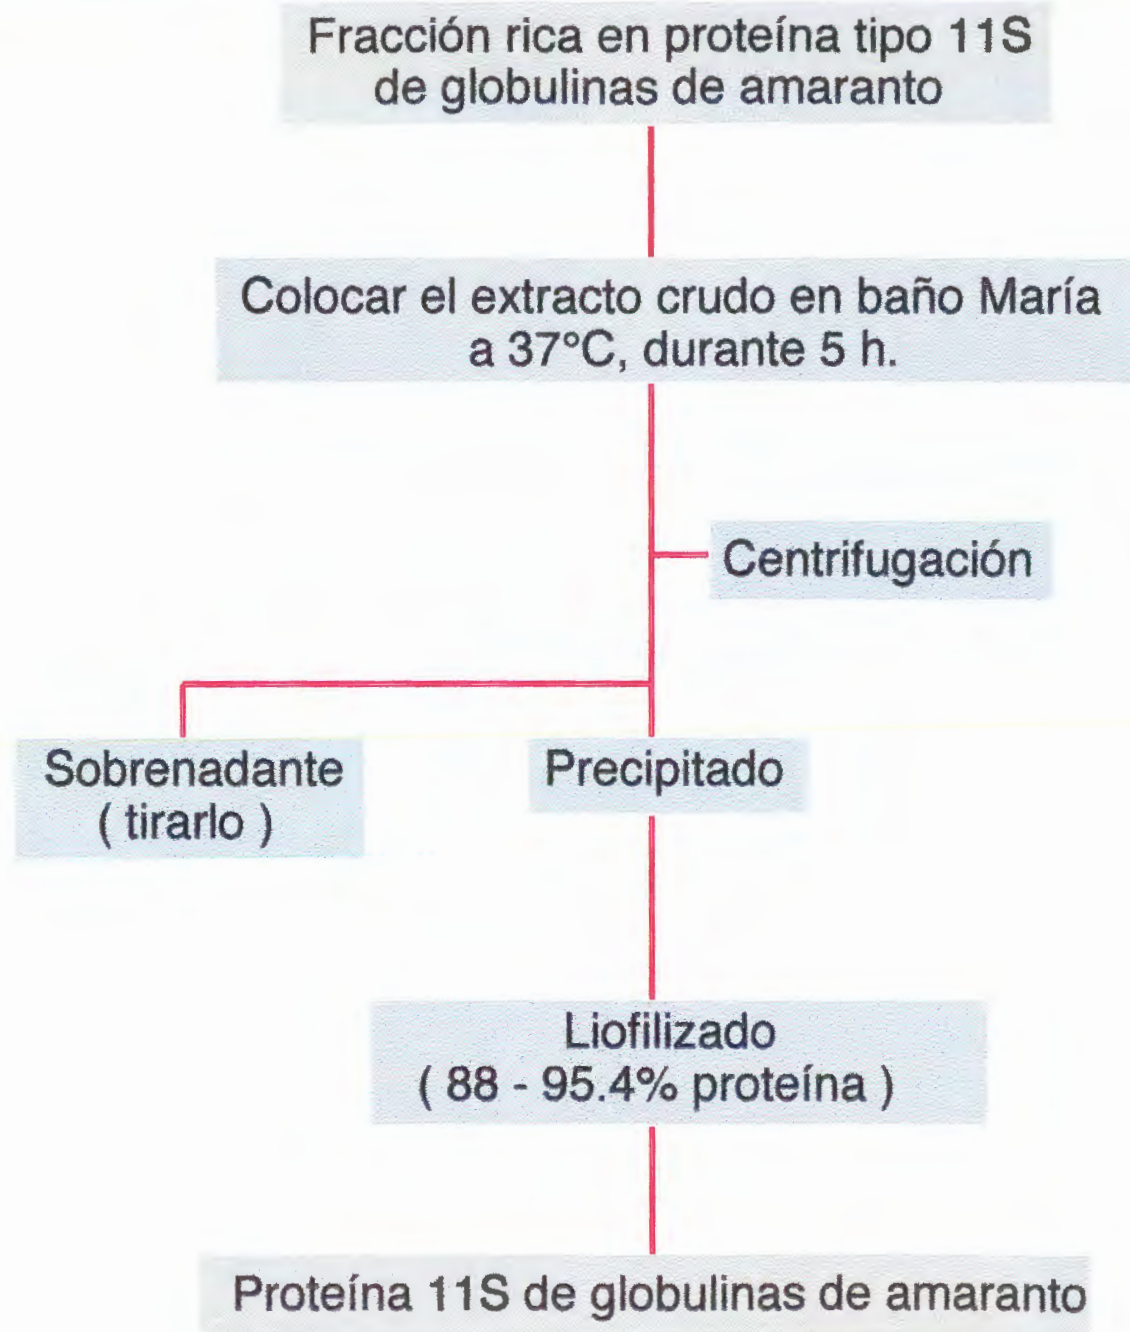 Fracción rica en proteína tipo 11S
de globulinas de amaranto
Colocar el extracto crudo en baño María
a 37°C, durante 5 h.
Centrifugación
Sobrenadante
( tirarlo )
Precipitado
Liofilizado
( 88 - 95.4% proteína )
Proteína 11S de globulinas de amaranto